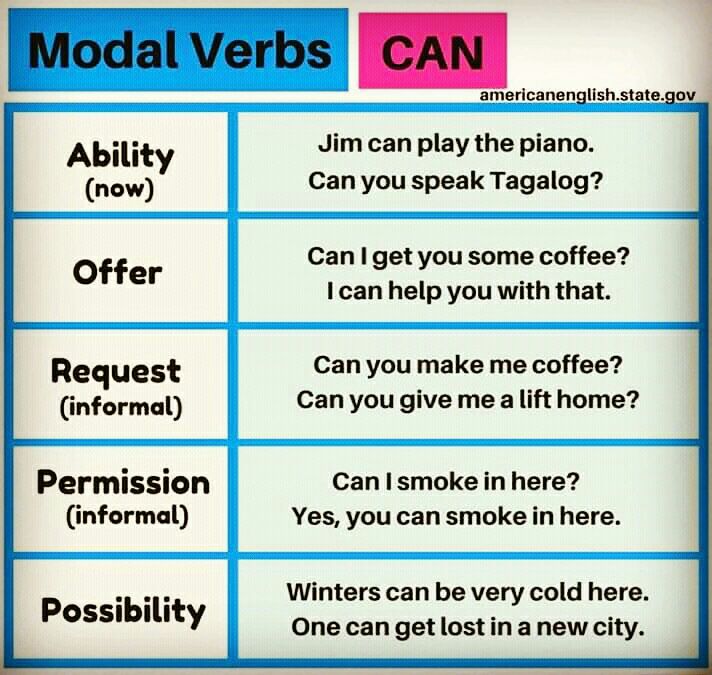 Modal Verbs CAN
americanenglish.state.gov
Ability
(now)
Jim can play the piano.
Can you speak Tagalog?
Offer
Can I get you some coffee?
I can help you with that.
Request
(informal)
Can you make me coffee?
Can you give me a lift home?
Permission
(informal)
Can I smoke in here?
Yes, you can smoke in here.
Possibility
Winters can be very cold here.
One can get lost in a new city.